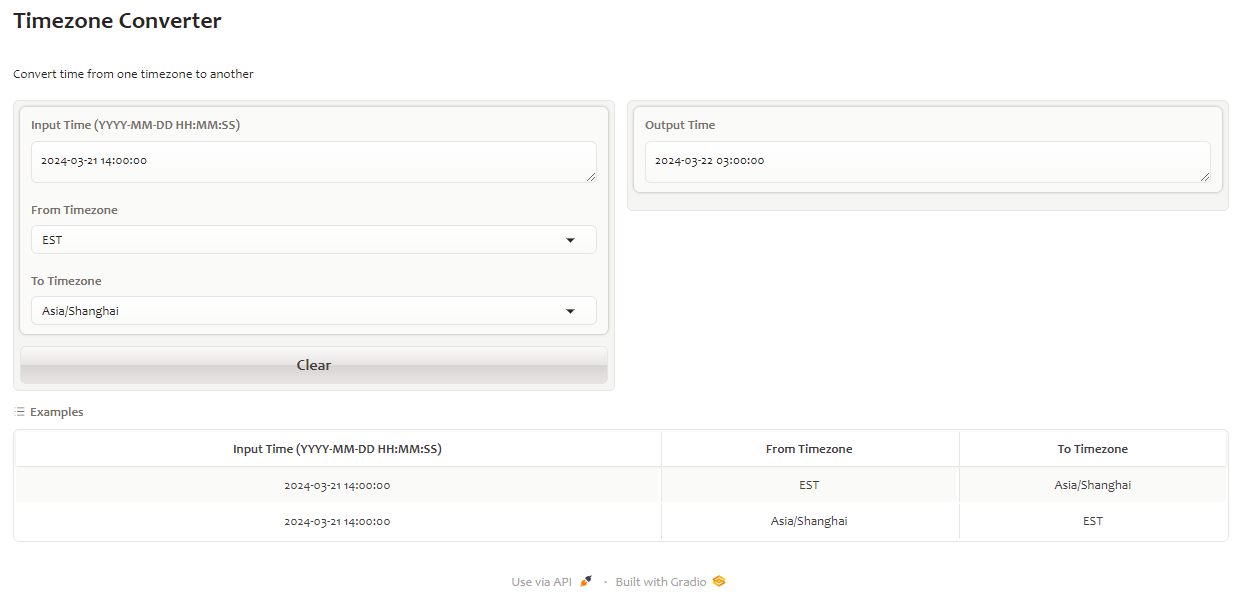 Timezone Converter
Convert time from one timezone to another
Input Time (YYYY-MM-DD HH:MM:SS)
2024-03-21 14:00:00
From Timezone
EST
To Timezone
Asia/Shanghai
Clear
Output Time
2024-03-22 03:00:00
Examples
Input Time (YYYY-MM-DD HH:MM:SS) From Timezone To Timezone
2024-03-21 14:00:00 EST Asia/Shanghai
2024-03-21 14:00:00 Asia/Shanghai EST
Use via API · Built with Gradio